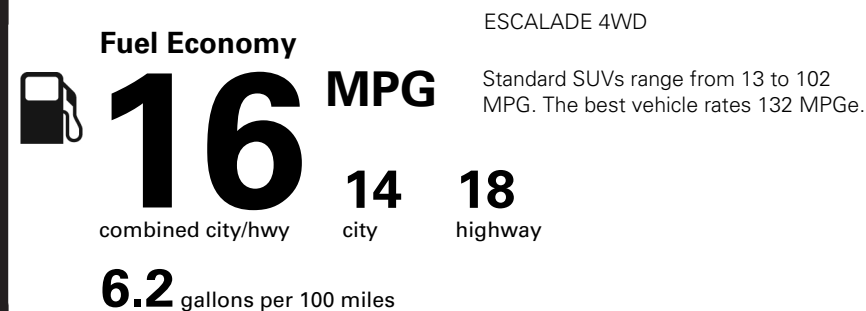 ESCALADE 4WD
Fuel Economy
16 MPG
Standard SUVs range from 13 to 102
MPG. The best vehicle rates 132 MPGe.
14 18
combined city/hwy city highway
6.2 gallons per 100 miles